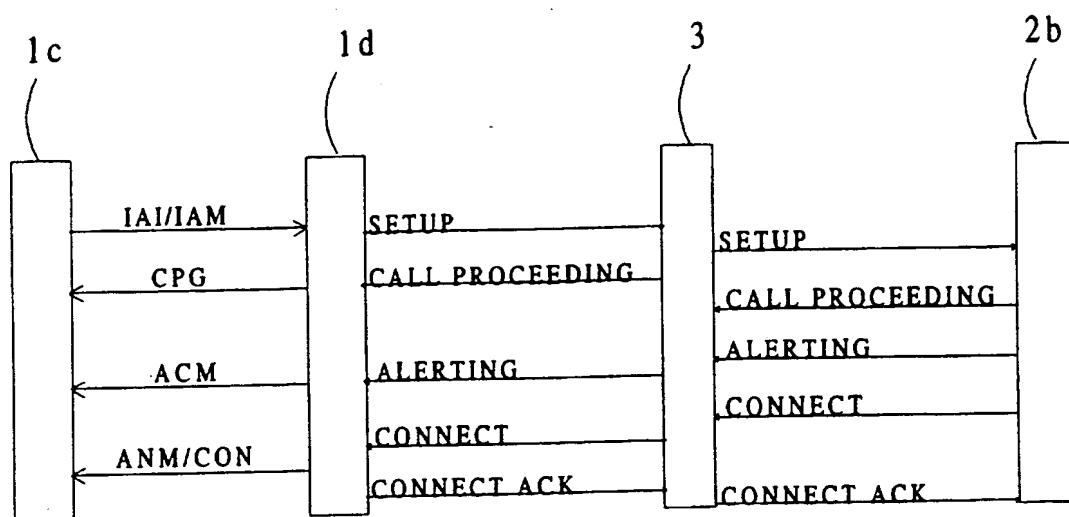 1c
1d
3
2b
IAI/IAM
SETUP
SETUP
CPG
CALL PROCEEDING
CALL PROCEEDING
ALERTING
ACM
ALERTING
CONNECT
ANM/CON
CONNECT
CONNECT ACK
CONNECT ACK